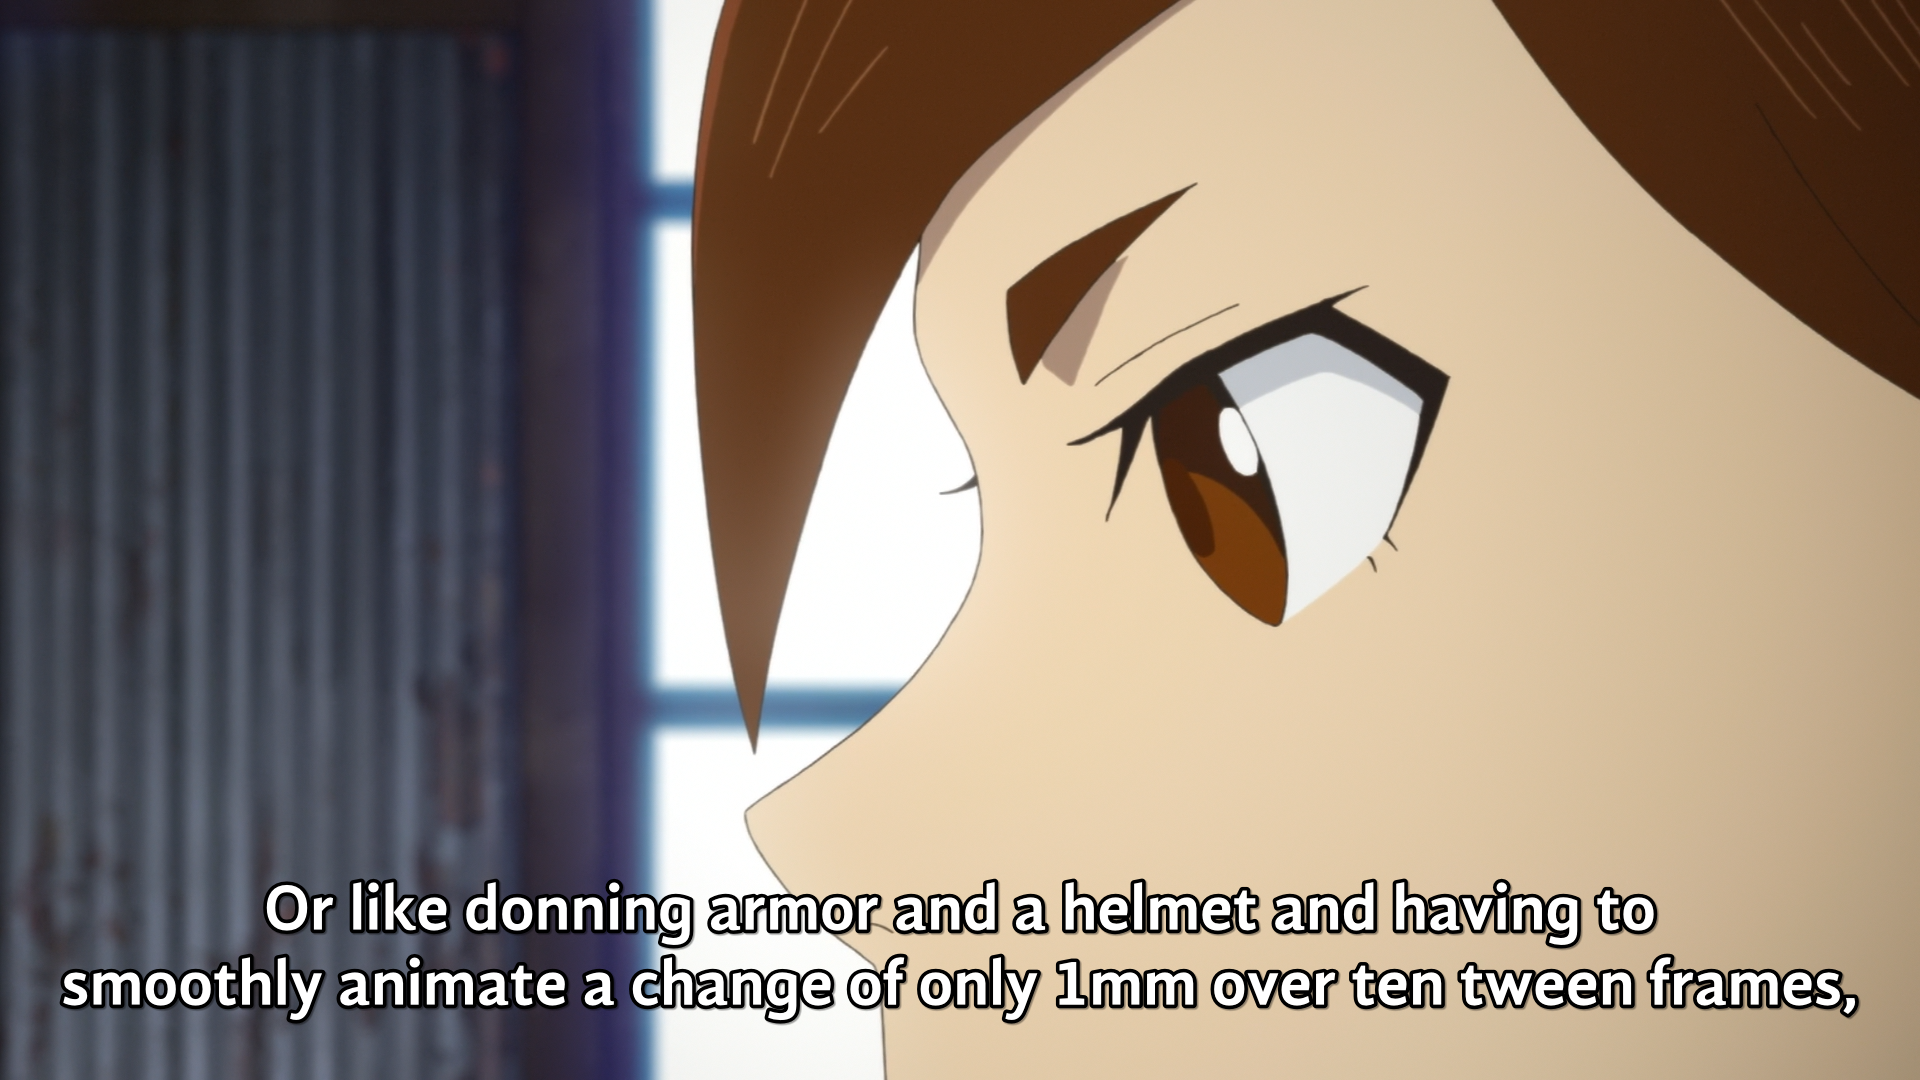 Or like donning armor and a helmet and having to
smoothly animate a change of only 1mm over ten tween frames,